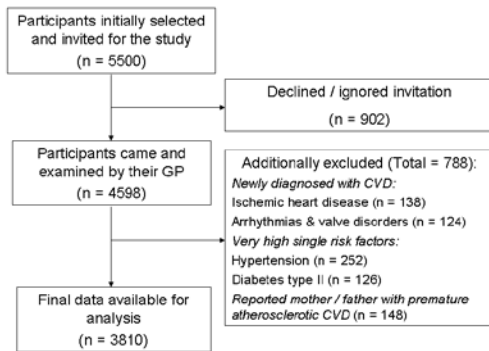 Participants initially selected
and invited for the study
(n = 5500)
Declined / ignored invitation
(n = 902)
Participants came and
examined by their GP
(n = 4598)
Additionally excluded (Total = 788):
Newly diagnosed with CVD:
Ischemic heart disease (n = 138)
Arrhythmias & valve disorders (n = 124)
Very high single risk factors:
Hypertension (n = 252)
Diabetes type II (n = 126)
Reported mother / father with premature
atherosclerotic CVD (n = 148)
Final data available for
analysis
(n = 3810)